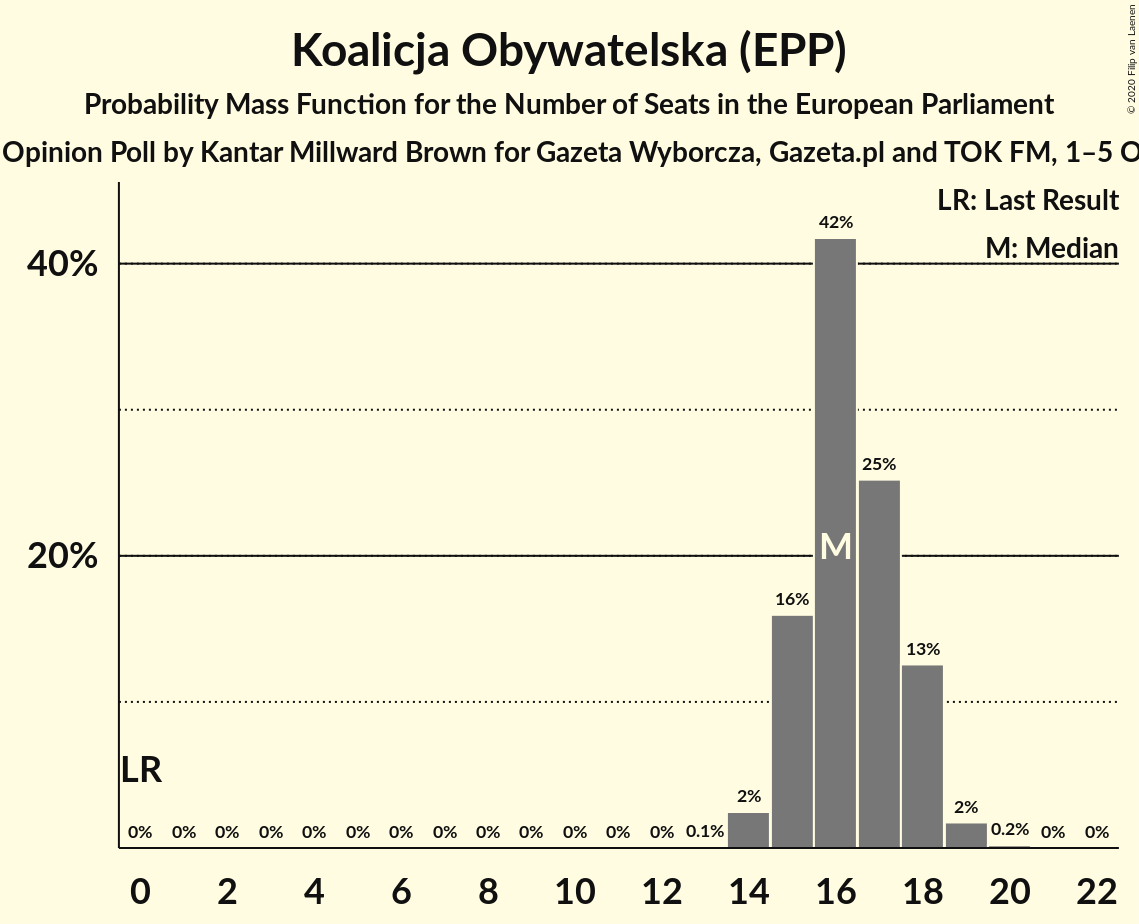 Koalicja Obywatelska (EPP)
Probability Mass Function for the Number of Seats in the European Parliament
Opinion Poll by Kantar Millward Brown for Gazeta Wyborcza, Gazeta.pl and TOK FM, 1–5 O
© 2020 Filip van Laenen
LR: Last Result
M: Median
40%
20%
42%
25%
16%
13%
2%
2%
M
LR
0% 0% 0% 0% 0% 0% 0% 0% 0% 0% 0% 0% 0% 0.1% 0.2% 0% 0%
0 2 4 6 8 10 12 14 16 18 20 22